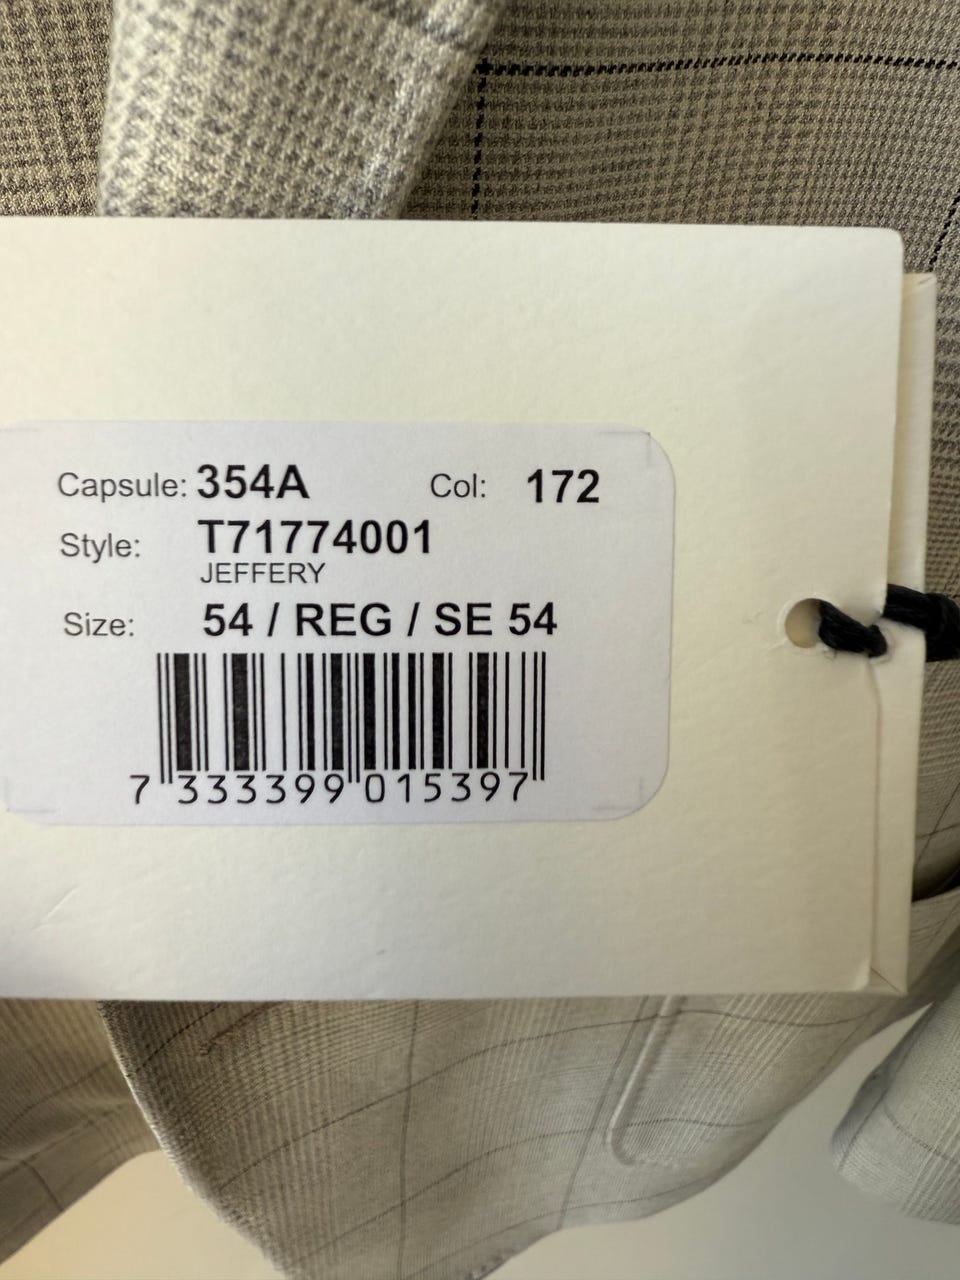 Capsule: 354A Col: 172
Style: T71774001
JEFFERY
Size: 54 / REG / SE 54
7 333399 015397